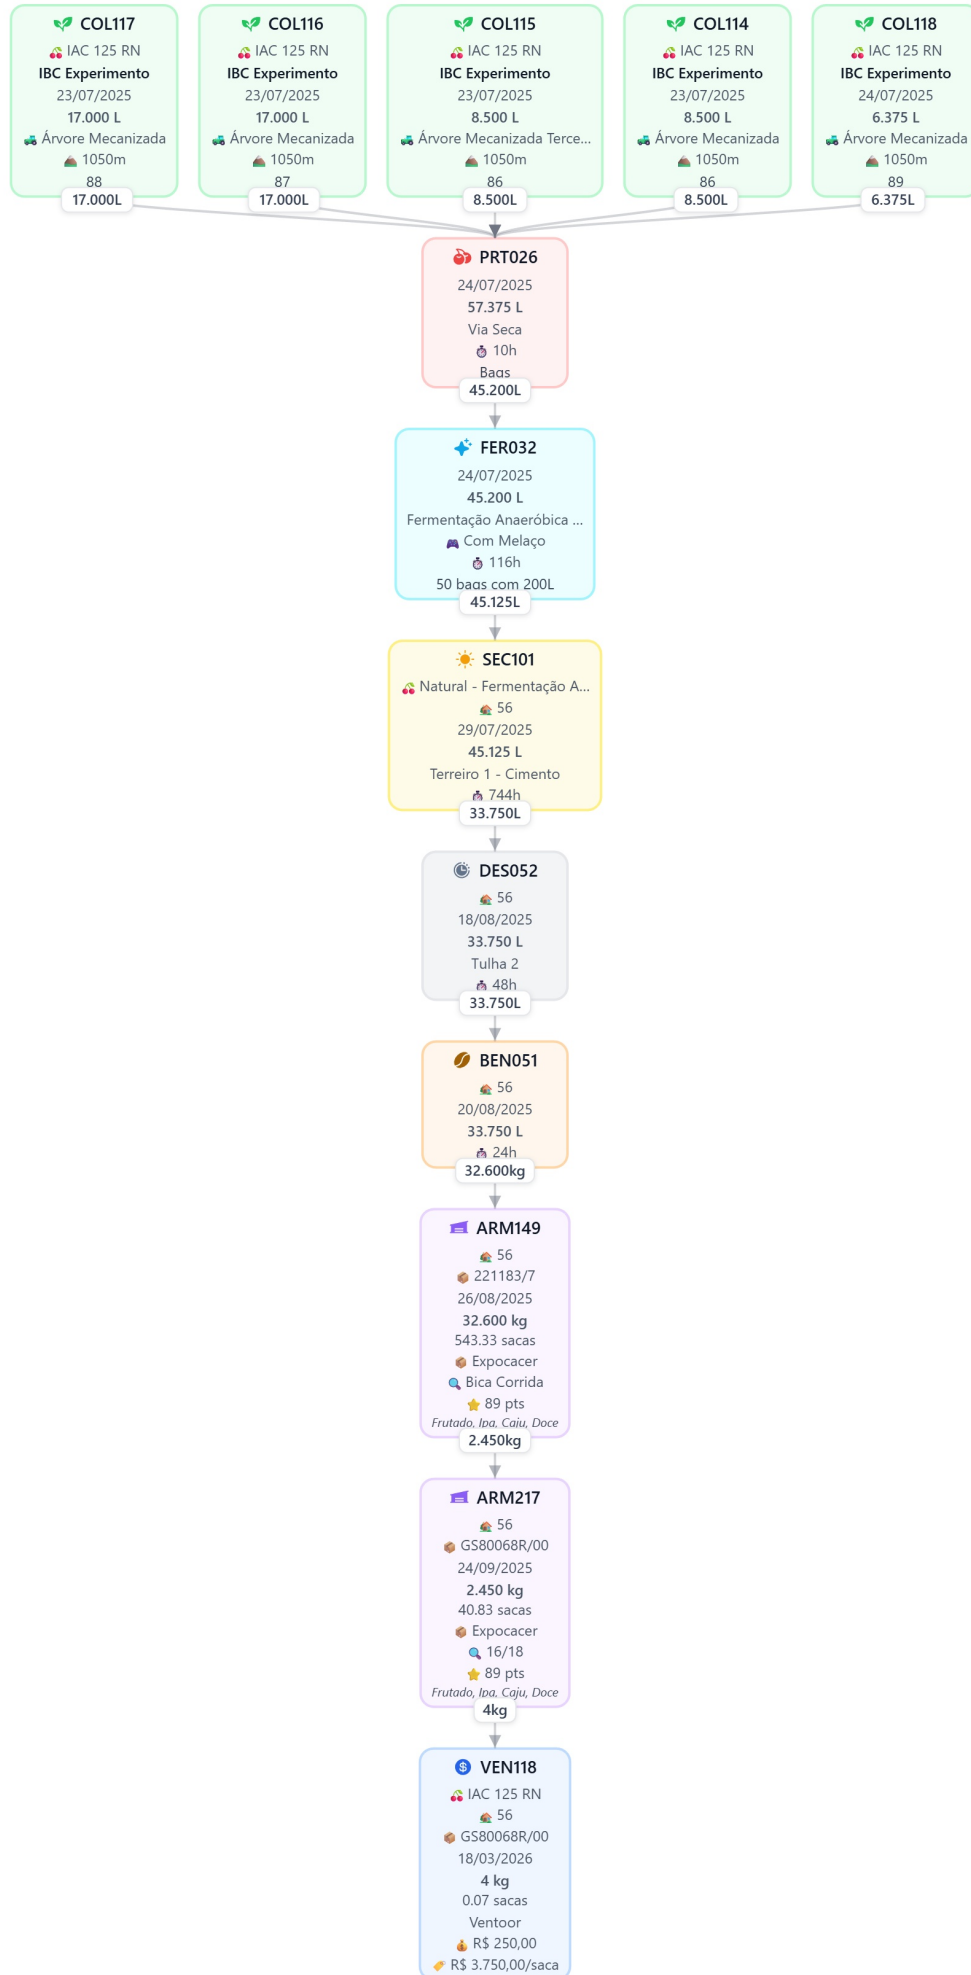 COL117
IAC 125 RN
IBC Experimento
23/07/2025
17.000 L
Árvore Mecanizada
1050m
88
17.000L
COL116
IAC 125 RN
IBC Experimento
23/07/2025
17.000 L
Árvore Mecanizada
1050m
87
17.000L
COL115
IAC 125 RN
IBC Experimento
23/07/2025
8.500 L
Árvore Mecanizada Terce...
1050m
86
8.500L
COL114
IAC 125 RN
IBC Experimento
23/07/2025
8.500 L
Árvore Mecanizada
1050m
86
8.500L
COL118
IAC 125 RN
IBC Experimento
24/07/2025
6.375 L
Árvore Mecanizada
1050m
89
6.375L
PRT026
24/07/2025
57.375 L
Via Seca
10h
Bags
45.200L
FER032
24/07/2025
45.200 L
Fermentação Anaeróbica ...
Com Melaço
116h
50 bags com 200L
45.125L
SEC101
Natural - Fermentação A...
56
29/07/2025
45.125 L
Terreiro 1 - Cimento
744h
33.750L
DES052
56
18/08/2025
33.750 L
Tulha 2
48h
33.750L
BEN051
56
20/08/2025
33.750 L
24h
32.600kg
ARM149
56
221183/7
26/08/2025
32.600 kg
543.33 sacas
Expocacer
Bica Corrida
89 pts
Frutado, Ipa, Caju, Doce
2.450kg
ARM217
56
GS80068R/00
24/09/2025
2.450 kg
40.83 sacas
Expocacer
16/18
89 pts
Frutado, Ipa, Caju, Doce
4kg
VEN118
IAC 125 RN
56
GS80068R/00
18/03/2026
4 kg
0.07 sacas
Ventoor
R$ 250,00
R$ 3.750,00/saca